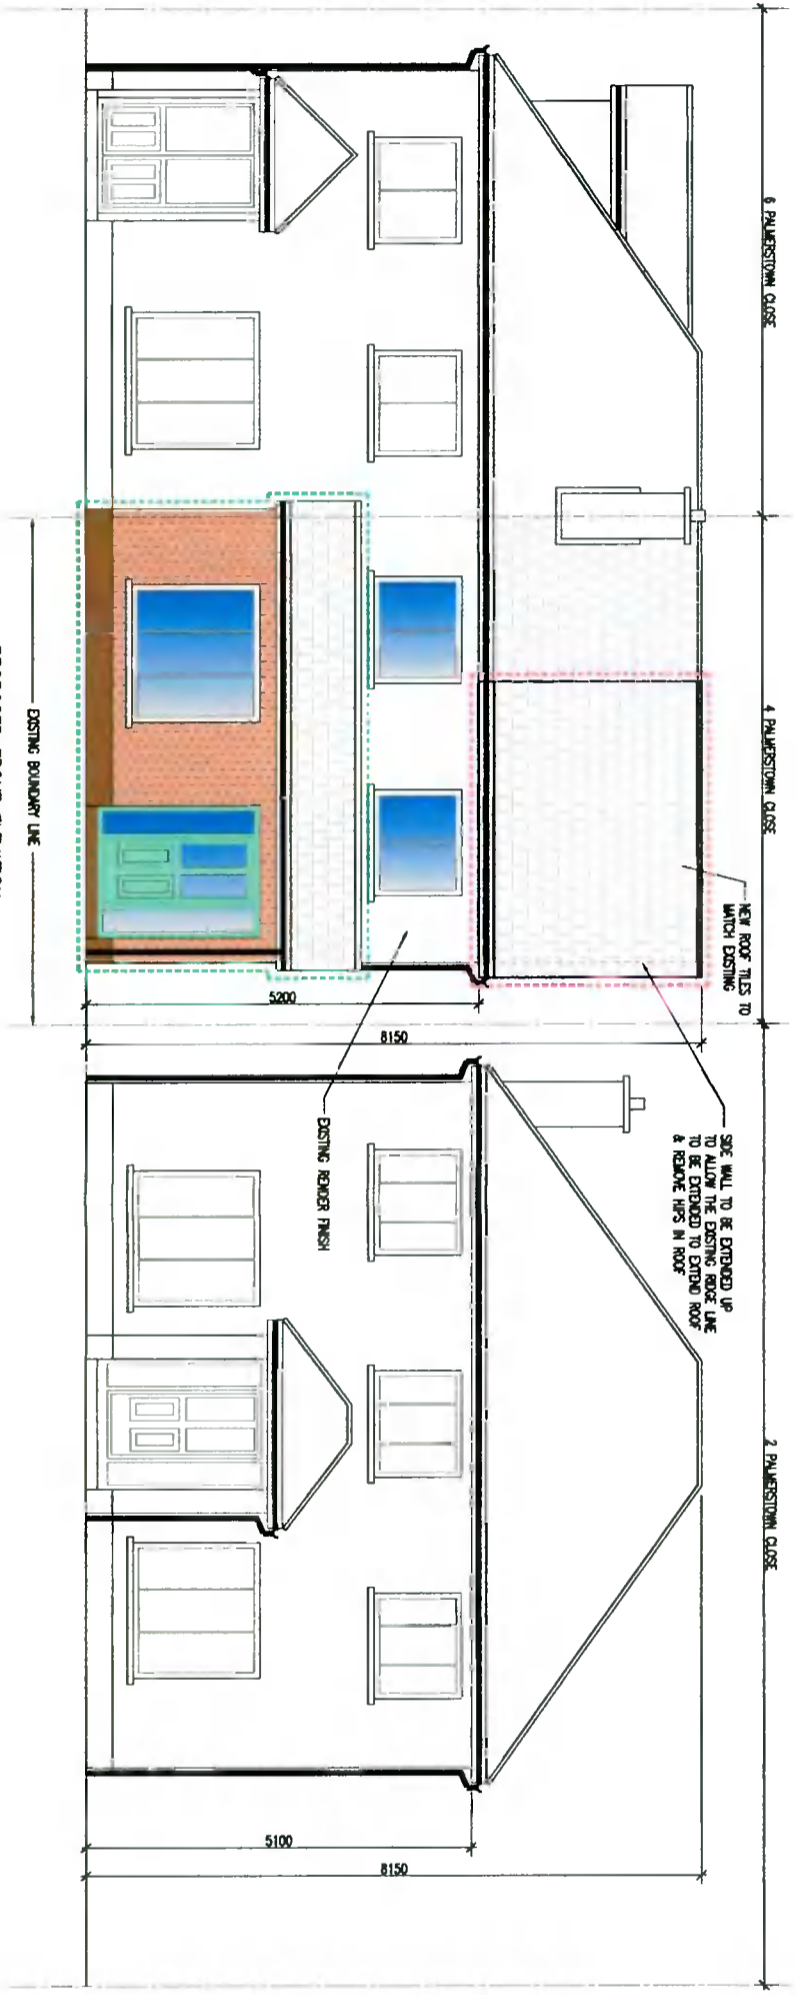 6 PALMERSTOWN CLOSE
4 PALMERSTOWN CLOSE
2 PALMERSTOWN CLOSE
NEW ROOF TILES TO
MATCH EXISTING
SIDE WALL TO BE EXTENDED UP
TO ALLOW THE EXISTING RIDGE LINE
TO BE EXTENDED TO EXTEND ROOF
& REMOVE HIPS IN ROOF
EXISTING RENDER FINISH
5200
8150
5100
8150
EXISTING BOUNDARY LINE